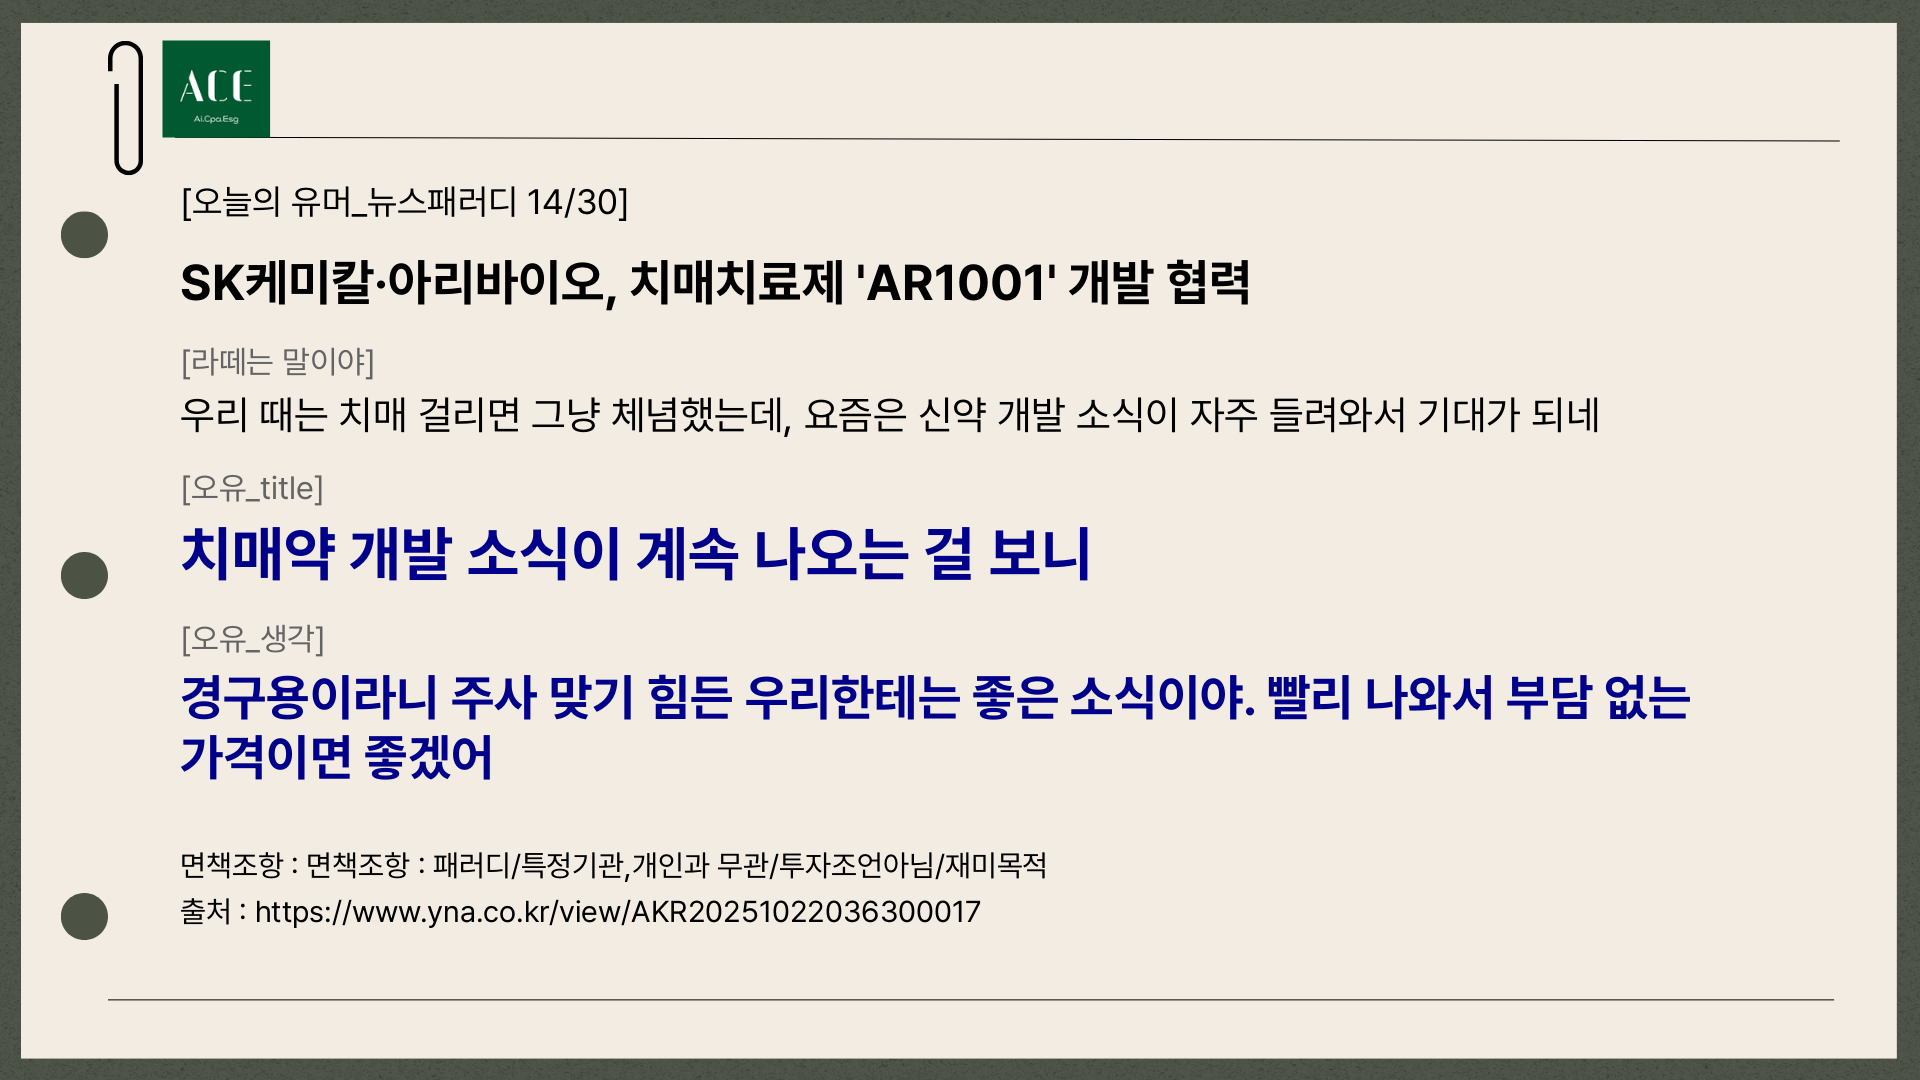 ACE
Ai.Cpa.Esg
[오늘의 유머_뉴스패러디 14/30]
SK케미칼·아리바이오, 치매치료제 'AR1001' 개발 협력
[라떼는 말이야]
우리 때는 치매 걸리면 그냥 체념했는데, 요즘은 신약 개발 소식이 자주 들려와서 기대가 되네
[오유_title]
치매약 개발 소식이 계속 나오는 걸 보니
[오유_생각]
경구용이라니 주사 맞기 힘든 우리한테는 좋은 소식이야. 빨리 나와서 부담 없는
가격이면 좋겠어
면책조항 : 면책조항 : 패러디/특정기관,개인과 무관/투자조언아님/재미목적
출처 : https://www.yna.co.kr/view/AKR20251022036300017